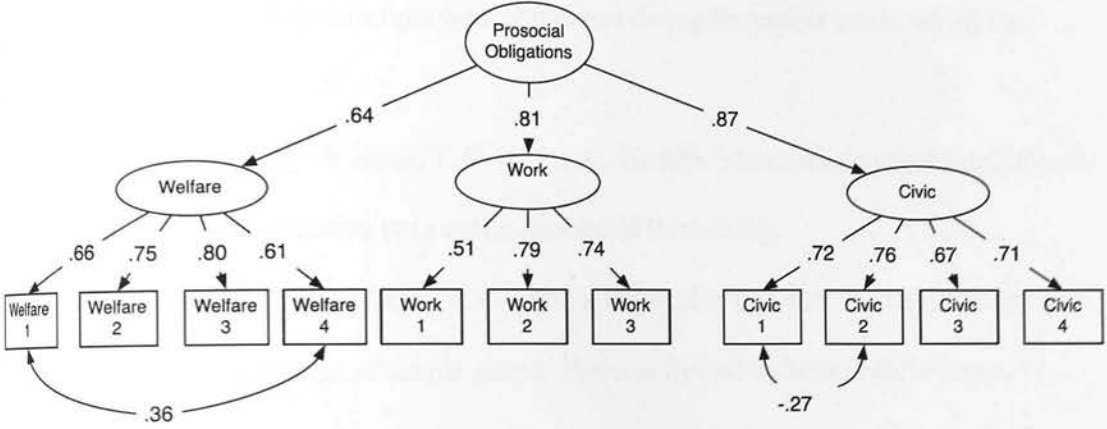 Prosocial
Obligations
.64
.81
.87
Welfare
Work
Civic
.66
.75
.80
.61
.51
.79
.74
.72
.76
.67
.71
Welfare
1
Welfare
2
Welfare
3
Welfare
4
Work
1
Work
2
Work
3
Civic
1
Civic
2
Civic
3
Civic
4
.36
-.27